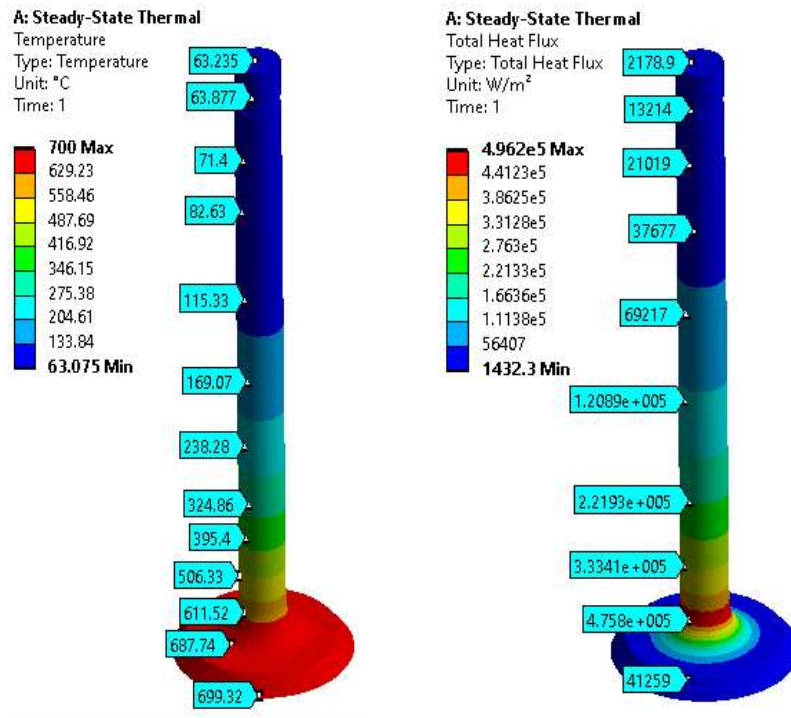 A: Steady-State Thermal
Temperature
Type: Temperature
Unit: °C
Time: 1
700 Max
629.23
558.46
487.69
416.92
346.15
275.38
204.61
133.84
63.075 Min
63.235
63.877
71.4
82.63
115.33
169.07
238.28
324.86
395.4
506.33
611.52
687.74
699.32
A: Steady-State Thermal
Total Heat Flux
Type: Total Heat Flux
Unit: W/m²
Time: 1
4.962e5 Max
4.4123e5
3.8625e5
3.3128e5
2.763e5
2.2133e5
1.6636e5
1.1138e5
56407
1432.3 Min
2178.9
13214
21019
37677
69217
1.2089e+005
2.2193e+005
3.3341e+005
4.758e+005
41259